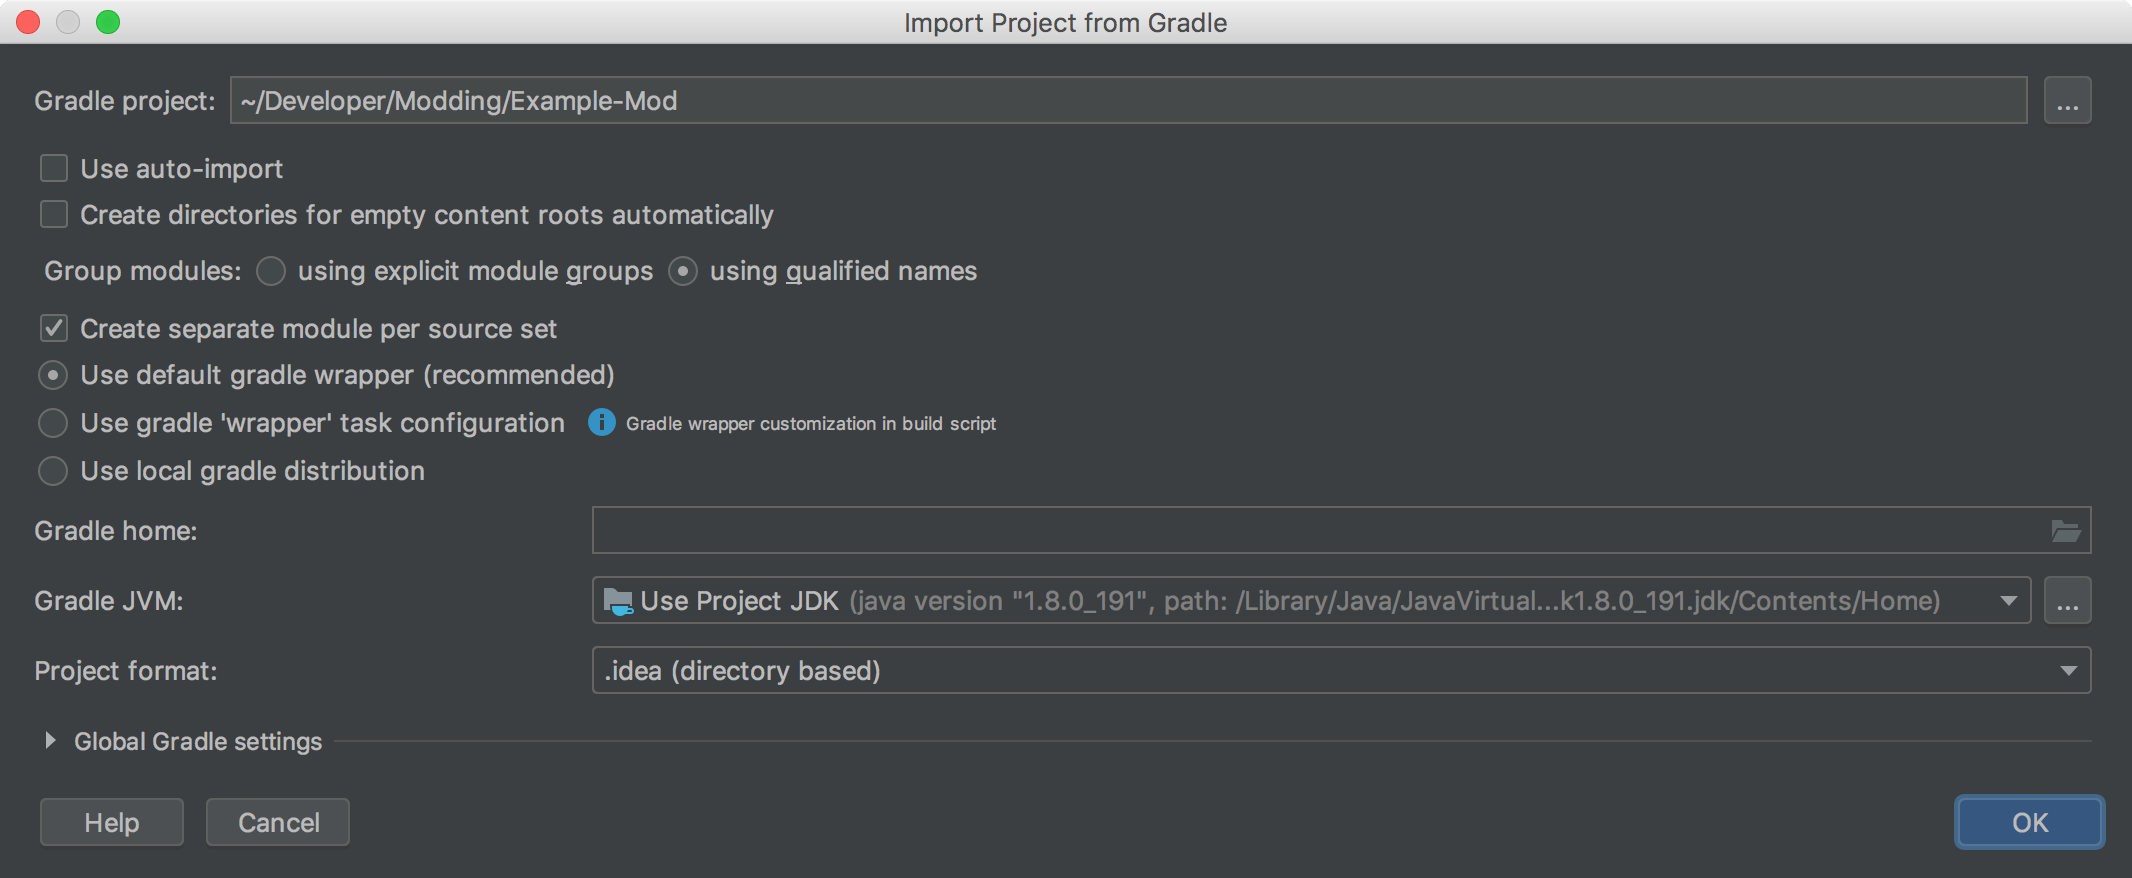 Import Project from Gradle
Gradle project: ~/Developer/Modding/Example-Mod ...
Use auto-import
Create directories for empty content roots automatically
Group modules: using explicit module groups using qualified names
Create separate module per source set
Use default gradle wrapper (recommended)
Use gradle 'wrapper' task configuration Gradle wrapper customization in build script
Use local gradle distribution
Gradle home:
Gradle JVM: Use Project JDK (java version "1.8.0_191", path: /Library/Java/JavaVirtual...k1.8.0_191.jdk/Contents/Home) ...
Project format: .idea (directory based)
Global Gradle settings
Help Cancel OK